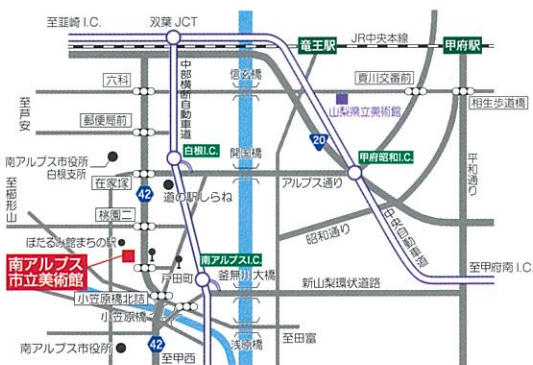 至韮崎 I.C.
双葉 JCT
竜王駅
JR中央本線
甲府駅
六科
信玄橋
貢川交番前
中部横断自動車道
山梨県立美術館
相生歩道橋
至芦安
郵便局前
20
白根I.C.
開国橋
甲府昭和I.C.
平和通り
南アルプス市役所
白根支所
在家塚
42
道の駅しらね
アルプス通り
至櫛形山
桃園二
昭和通り
中央自動車道
ほたるみ館まちの駅
南アルプス
市立美術館
戸田町
南アルプスI.C.
釜無川大橋
至甲府南 I.C.
新山梨環状道路
小笠原橋北詰
小笠原橋
南アルプス市役所
42
至甲西
浅原橋
至田富